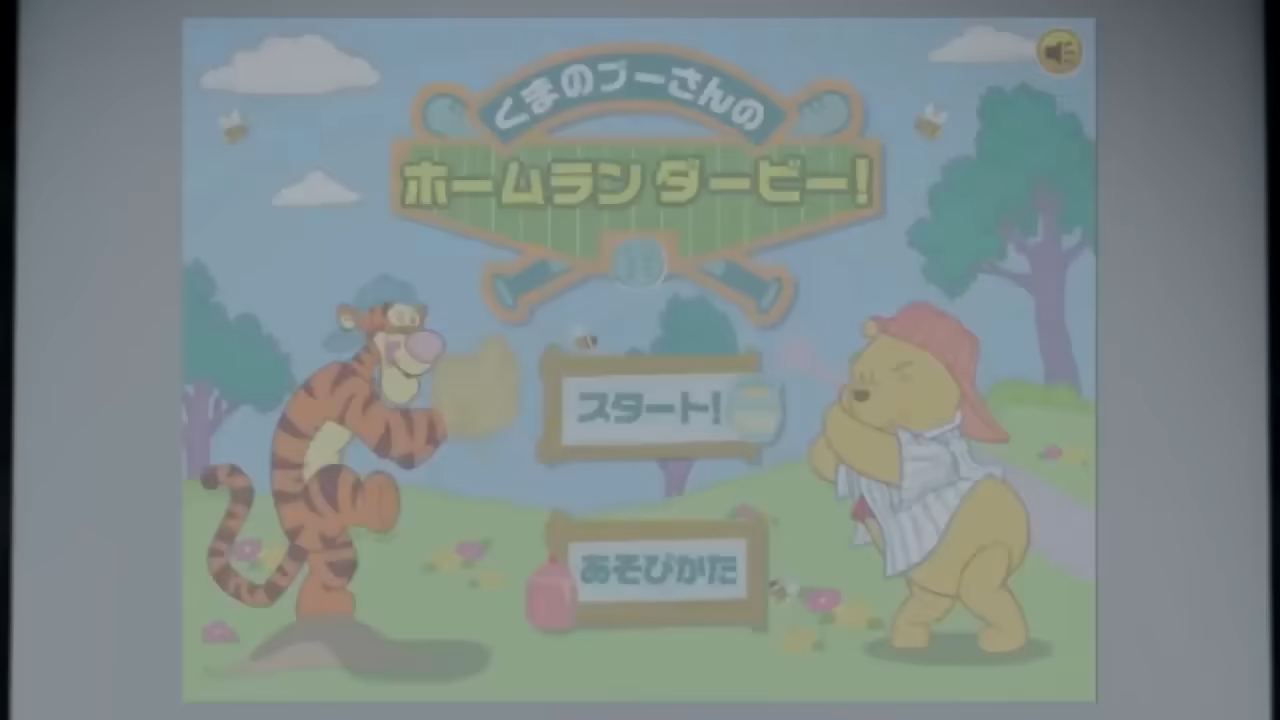 くまのプーさんの
ホームランダービー!
スタート!
あそびかた